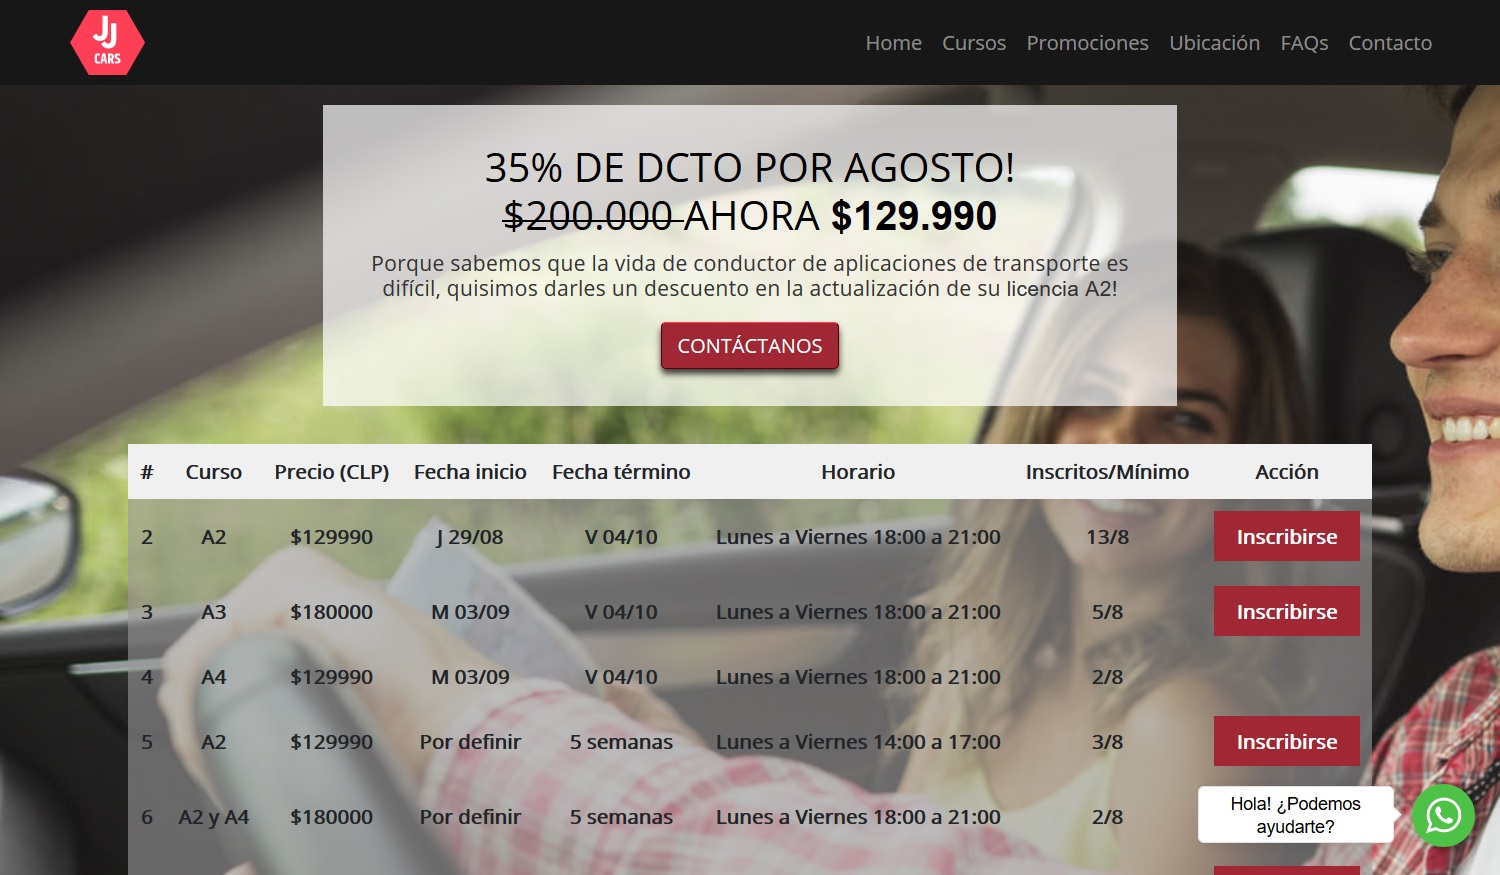 JJ
CARS
Home Cursos Promociones Ubicación FAQs Contacto
35% DE DCTO POR AGOSTO!
$200.000 AHORA $129.990
Porque sabemos que la vida de conductor de aplicaciones de transporte es
difícil, quisimos darles un descuento en la actualización de su licencia A2!
CONTÁCTANOS
# Curso Precio (CLP) Fecha inicio Fecha término Horario Inscritos/Mínimo Acción
2 A2 $129990 J 29/08 V 04/10 Lunes a Viernes 18:00 a 21:00 13/8 Inscribirse
3 A3 $180000 M 03/09 V 04/10 Lunes a Viernes 18:00 a 21:00 5/8 Inscribirse
4 A4 $129990 M 03/09 V 04/10 Lunes a Viernes 18:00 a 21:00 2/8
5 A2 $129990 Por definir 5 semanas Lunes a Viernes 14:00 a 17:00 3/8 Inscribirse
6 A2 y A4 $180000 Por definir 5 semanas Lunes a Viernes 18:00 a 21:00 2/8
Hola! ¿Podemos
ayudarte?